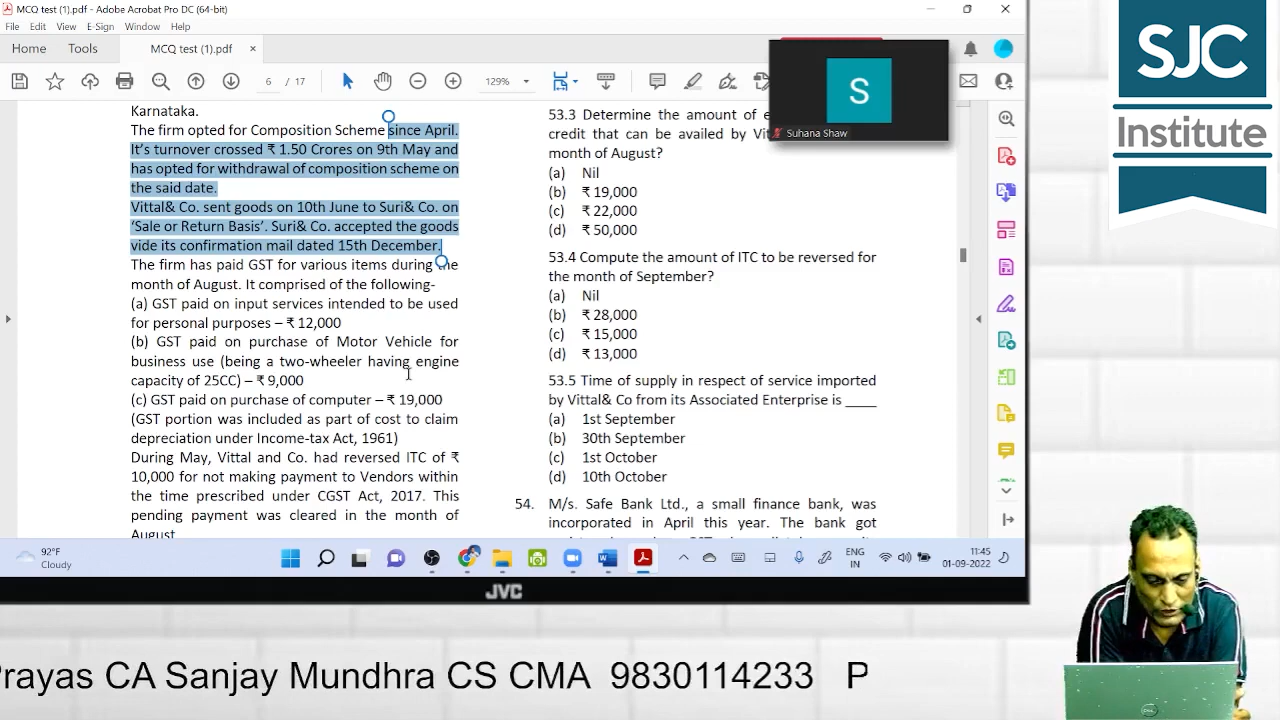 MCQ test (1).pdf - Adobe Acrobat Pro DC (64-bit)
File Edit View E-Sign Window Help
Home Tools MCQ test (1).pdf ×
6 / 17 129%
Karnataka.
The firm opted for Composition Scheme since April.
It's turnover crossed ₹ 1.50 Crores on 9th May and
has opted for withdrawal of composition scheme on
the said date.
Vittal& Co. sent goods on 10th June to Suri& Co. on
'Sale or Return Basis'. Suri& Co. accepted the goods
vide its confirmation mail dated 15th December.
The firm has paid GST for various items during the
month of August. It comprised of the following-
(a) GST paid on input services intended to be used
for personal purposes – ₹ 12,000
(b) GST paid on purchase of Motor Vehicle for
business use (being a two-wheeler having engine
capacity of 25CC) – ₹ 9,000
(c) GST paid on purchase of computer – ₹ 19,000
(GST portion was included as part of cost to claim
depreciation under Income-tax Act, 1961)
During May, Vittal and Co had reversed ITC of ₹
10,000 for not making payment to Vendors within
the time prescribed under CGST Act, 2017. This
pending payment was cleared in the month of
August
53.3 Determine the amount of
credit that can be availed by
month of August?
(a) Nil
(b) ₹ 19,000
(c) ₹ 22,000
(d) ₹ 50,000
53.4 Compute the amount of ITC to be reversed for
the month of September?
(a) Nil
(b) ₹ 28,000
(c) ₹ 15,000
(d) ₹ 13,000
53.5 Time of supply in respect of service imported
by Vittal& Co from its Associated Enterprise is ____
(a) 1st September
(b) 30th September
(c) 1st October
(d) 10th October
54. M/s. Safe Bank Ltd., a small finance bank, was
incorporated in April this year. The bank got
S
Suhana Shaw
92°F
Cloudy
ENG
IN
11:45
01-09-2022
JVC
SJC
Institute
Prayas CA Sanjay Mundhra CS CMA 9830114233 P
DELL